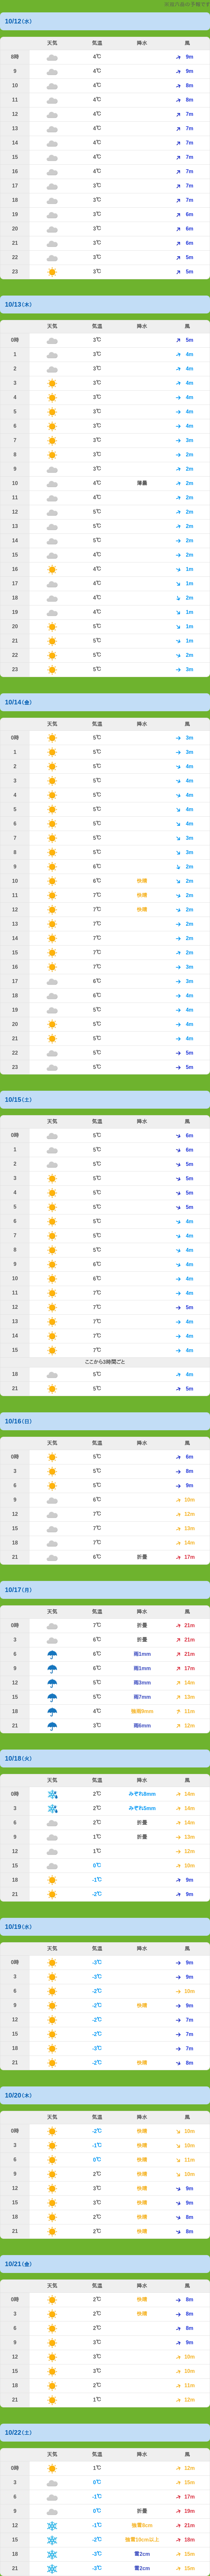 10/12(水)
天気 気温 降水 風
8時 4℃ 9m
9 4℃ 9m
10 4℃ 8m
11 4℃ 8m
12 4℃ 7m
13 4℃ 7m
14 4℃ 7m
15 4℃ 7m
16 4℃ 7m
17 3℃ 7m
18 3℃ 7m
19 3℃ 6m
20 3℃ 6m
21 3℃ 6m
22 3℃ 5m
23 3℃ 5m
10/13(木)
天気 気温 降水 風
0時 3℃ 5m
1 3℃ 4m
2 3℃ 4m
3 3℃ 4m
4 3℃ 4m
5 3℃ 4m
6 3℃ 4m
7 3℃ 3m
8 3℃ 2m
9 3℃ 2m
10 4℃ 薄曇 2m
11 4℃ 2m
12 5℃ 2m
13 5℃ 2m
14 5℃ 2m
15 4℃ 2m
16 4℃ 1m
17 4℃ 1m
18 4℃ 2m
19 4℃ 1m
20 5℃ 1m
21 5℃ 1m
22 5℃ 2m
23 5℃ 3m
10/14(金)
天気 気温 降水 風
0時 5℃ 3m
1 5℃ 3m
2 5℃ 4m
3 5℃ 4m
4 5℃ 4m
5 5℃ 4m
6 5℃ 4m
7 5℃ 3m
8 5℃ 3m
9 6℃ 2m
10 6℃ 快晴 2m
11 7℃ 快晴 2m
12 7℃ 快晴 2m
13 7℃ 2m
14 7℃ 2m
15 7℃ 2m
16 7℃ 3m
17 6℃ 3m
18 6℃ 4m
19 5℃ 4m
20 5℃ 4m
21 5℃ 4m
22 5℃ 5m
23 5℃ 5m
10/15(土)
天気 気温 降水 風
0時 5℃ 6m
1 5℃ 6m
2 5℃ 5m
3 5℃ 5m
4 5℃ 5m
5 5℃ 5m
6 5℃ 4m
7 5℃ 4m
8 5℃ 4m
9 6℃ 4m
10 6℃ 4m
11 7℃ 4m
12 7℃ 5m
13 7℃ 4m
14 7℃ 4m
15 7℃ 4m
ここから3時間ごと
18 5℃ 4m
21 5℃ 5m
10/16(日)
天気 気温 降水 風
0時 5℃ 6m
3 5℃ 8m
6 5℃ 9m
9 6℃ 10m
12 7℃ 12m
15 7℃ 13m
18 7℃ 14m
21 6℃ 折曇 17m
10/17(月)
天気 気温 降水 風
0時 7℃ 折曇 21m
3 6℃ 折曇 21m
6 6℃ 雨1mm 21m
9 6℃ 雨1mm 17m
12 5℃ 雨3mm 14m
15 5℃ 雨7mm 13m
18 4℃ 強雨9mm 11m
21 3℃ 雨6mm 12m
10/18(火)
天気 気温 降水 風
0時 2℃ みぞれ8mm 14m
3 2℃ みぞれ5mm 14m
6 2℃ 折曇 14m
9 1℃ 折曇 13m
12 1℃ 12m
15 0℃ 10m
18 -1℃ 9m
21 -2℃ 9m
10/19(水)
天気 気温 降水 風
0時 -3℃ 9m
3 -3℃ 9m
6 -2℃ 10m
9 -2℃ 快晴 9m
12 -2℃ 7m
15 -2℃ 7m
18 -3℃ 7m
21 -2℃ 快晴 8m
10/20(木)
天気 気温 降水 風
0時 -2℃ 快晴 10m
3 -1℃ 快晴 10m
6 0℃ 快晴 11m
9 2℃ 快晴 10m
12 3℃ 快晴 9m
15 3℃ 快晴 9m
18 2℃ 快晴 8m
21 2℃ 快晴 8m
10/21(金)
天気 気温 降水 風
0時 2℃ 快晴 8m
3 2℃ 快晴 8m
6 2℃ 8m
9 3℃ 9m
12 3℃ 10m
15 3℃ 10m
18 2℃ 11m
21 1℃ 12m
10/22(土)
天気 気温 降水 風
0時 1℃ 12m
3 0℃ 15m
6 -1℃ 17m
9 0℃ 折曇 19m
12 -1℃ 強雪8cm 21m
15 -2℃ 強雪10cm以上 18m
18 -3℃ 雪2cm 15m
21 -3℃ 雪2cm 15m